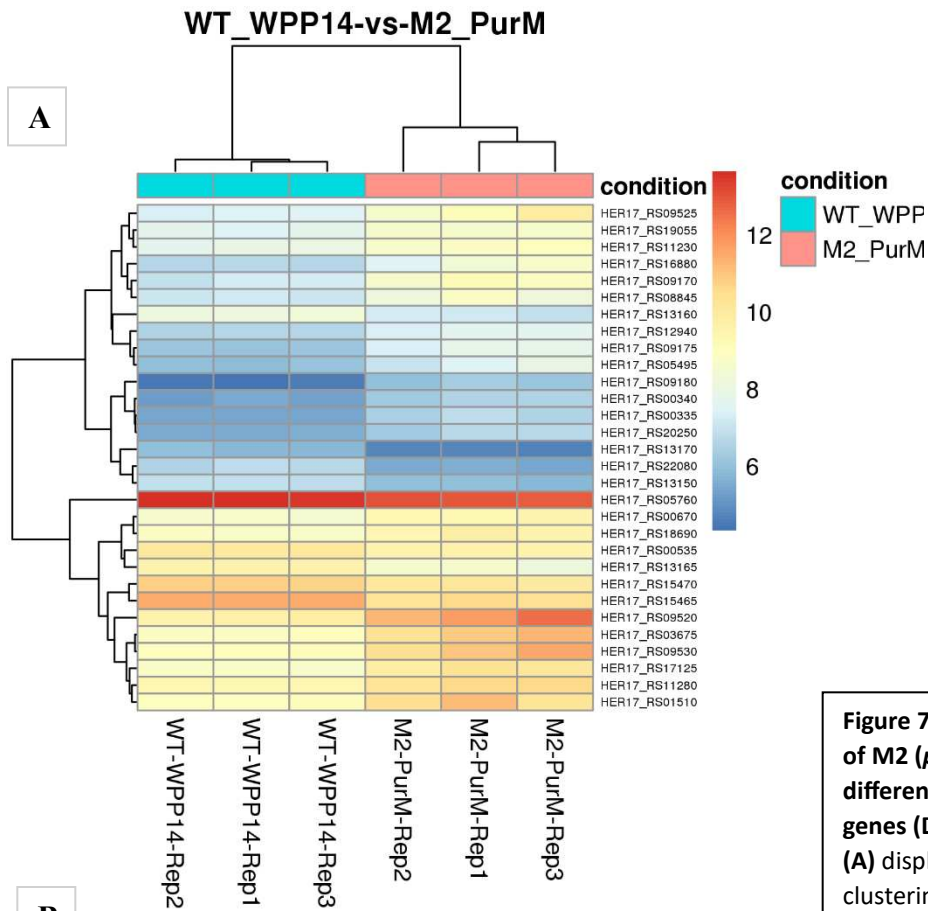 WT_WPP14-vs-M2_PurM
A
condition
HER17_RS09525
HER17_RS19055
HER17_RS11230
HER17_RS16880
HER17_RS09170
HER17_RS08845
HER17_RS13160
HER17_RS12940
HER17_RS09175
HER17_RS05495
HER17_RS09180
HER17_RS00340
HER17_RS00335
HER17_RS20250
HER17_RS13170
HER17_RS22080
HER17_RS13150
HER17_RS05760
HER17_RS00670
HER17_RS18690
HER17_RS00535
HER17_RS13165
HER17_RS15470
HER17_RS15465
HER17_RS09520
HER17_RS03675
HER17_RS09530
HER17_RS17125
HER17_RS11280
HER17_RS01510
12
10
8
6
condition
WT_WPP
M2_PurM
WT-WPP14-Rep2
WT-WPP14-Rep1
WT-WPP14-Rep3
M2-PurM-Rep2
M2-PurM-Rep1
M2-PurM-Rep3
Figure 7
of M2 (
differen
genes (D
(A) displ
clusterin